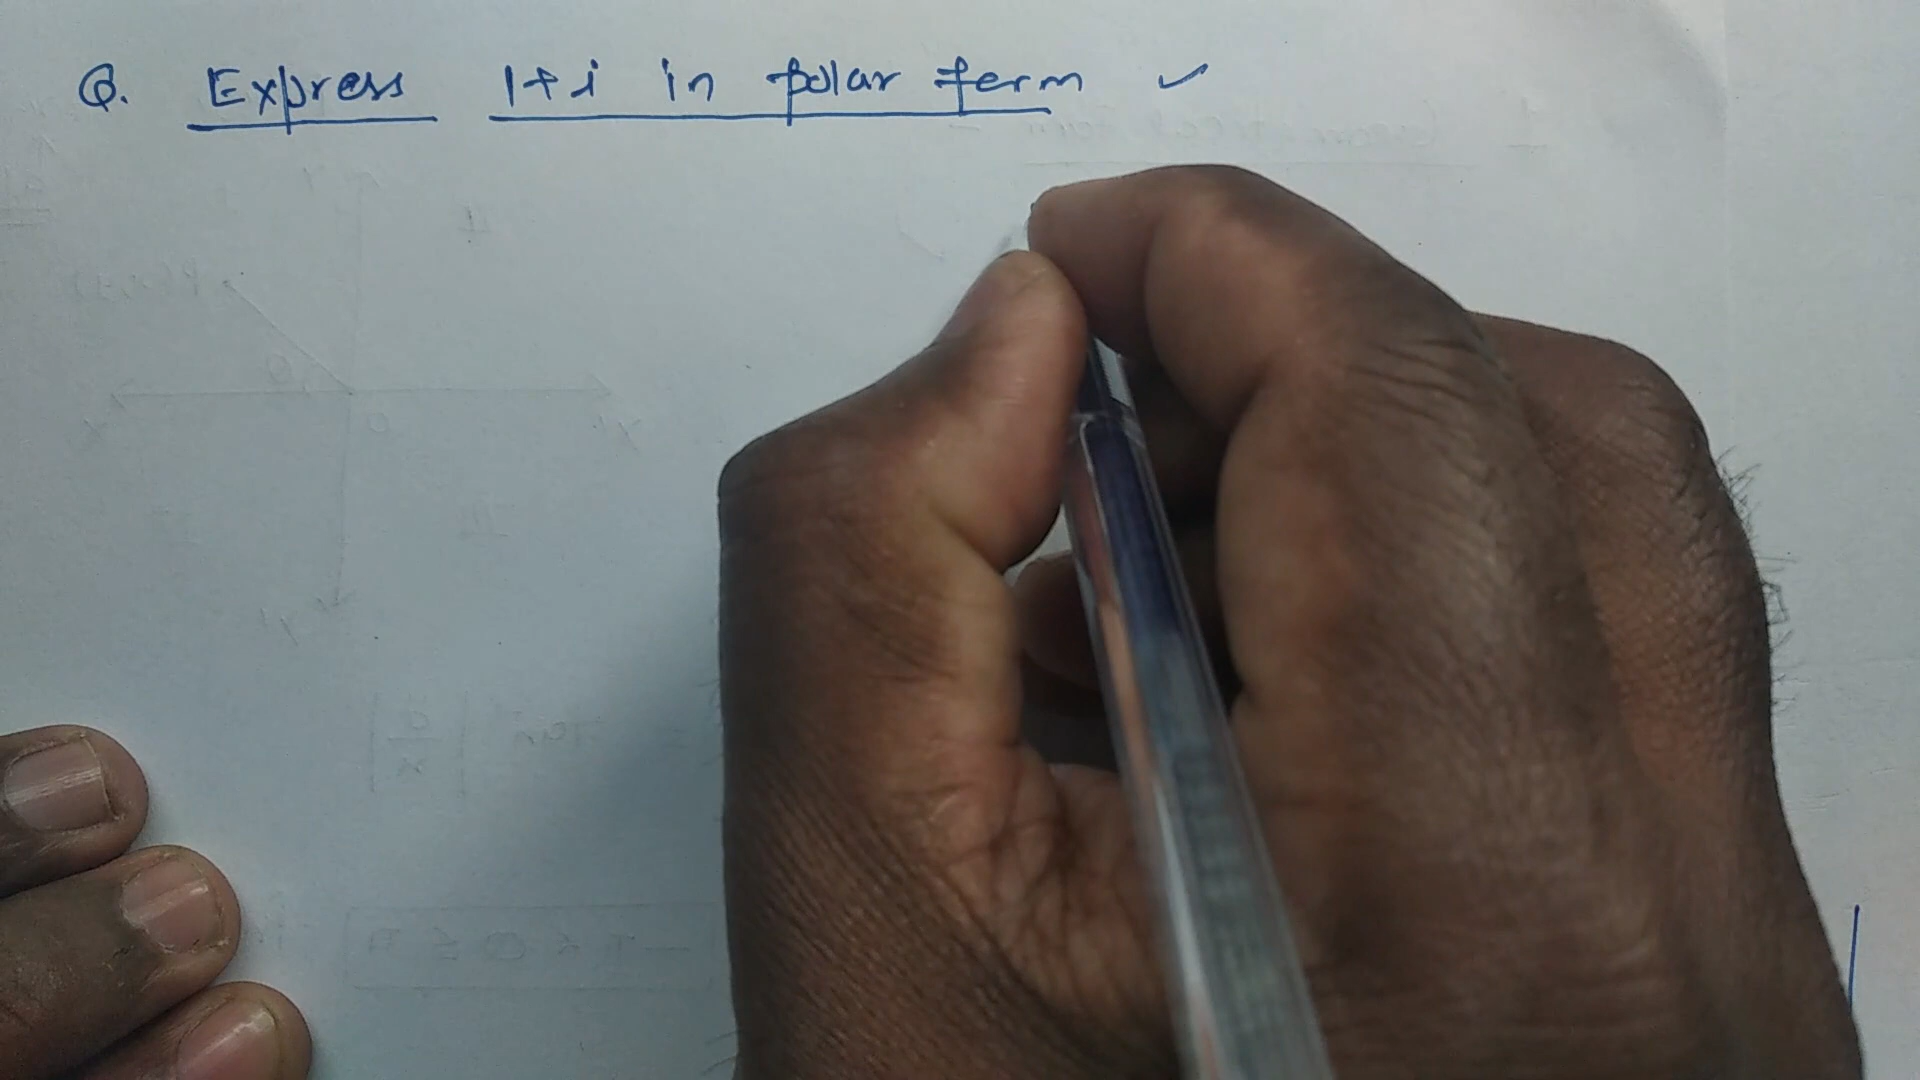 Q. Express 1+i in polar form ✓